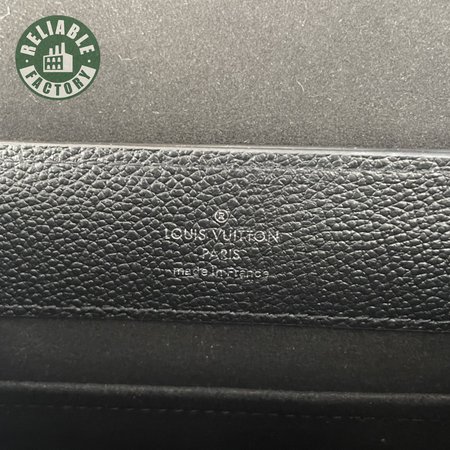 RELIABLE
FACTORY
®
LOUIS VUITTON
PARIS
made in France